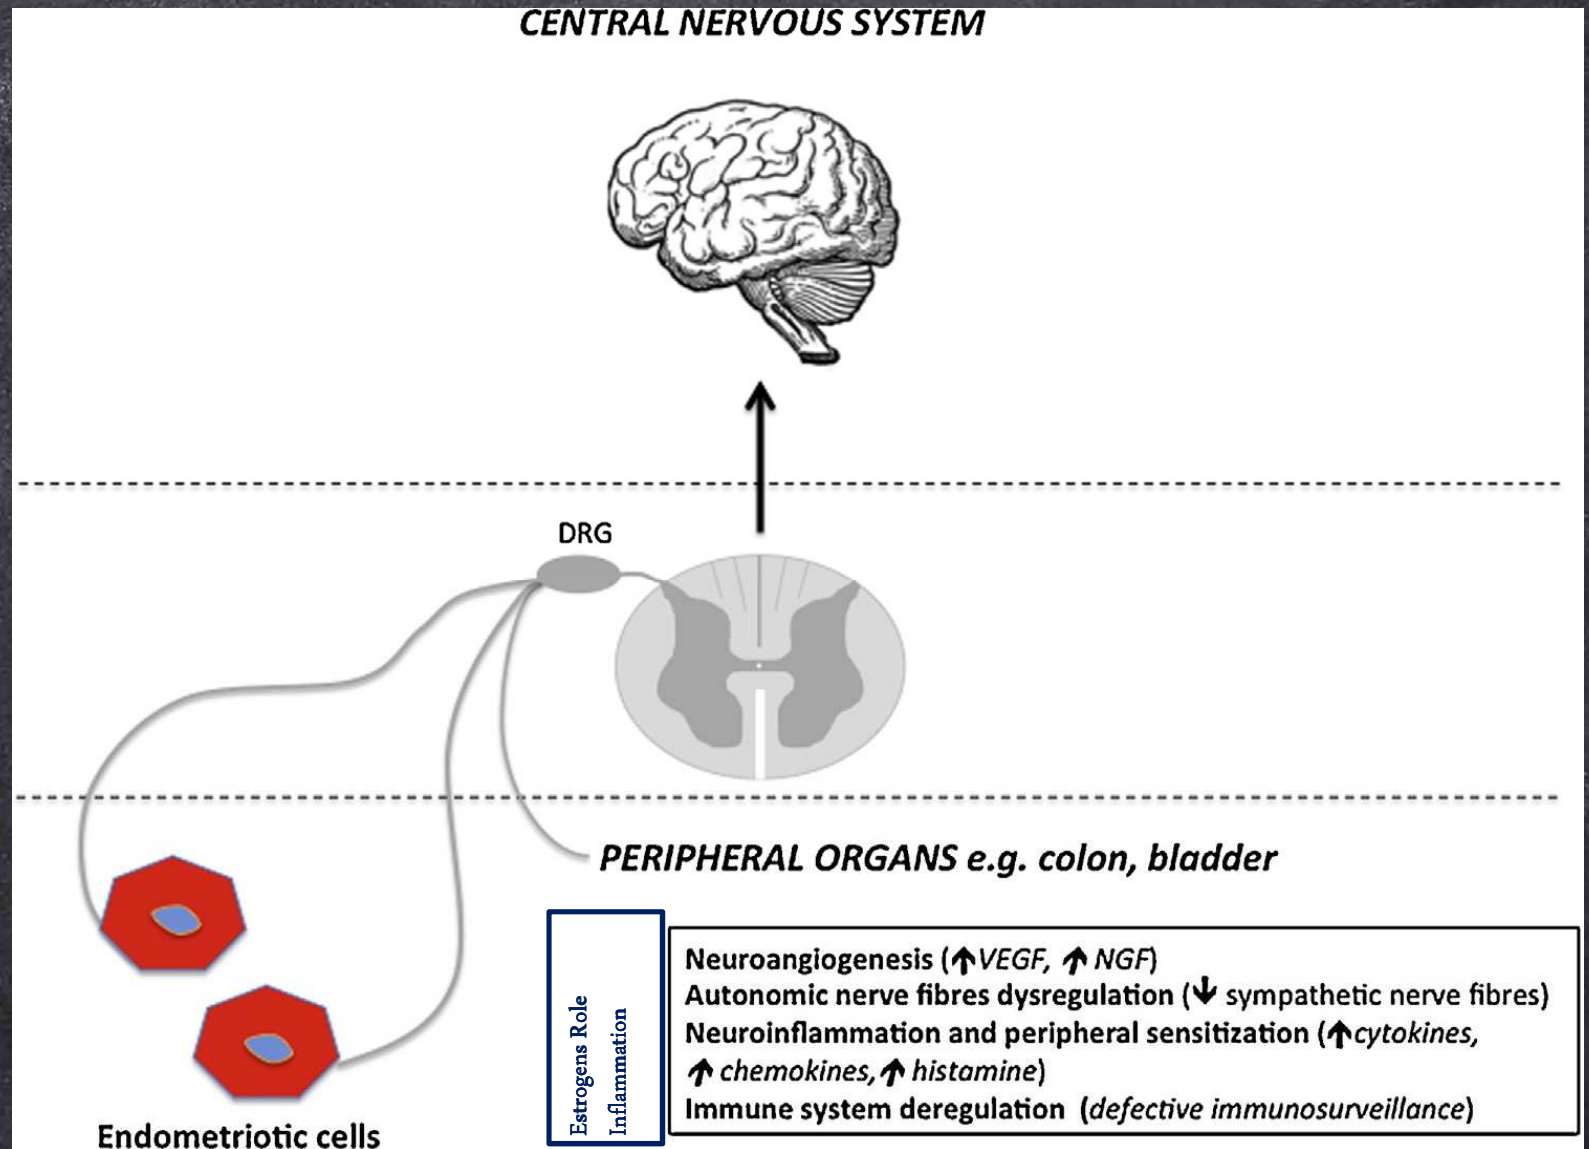 CENTRAL NERVOUS SYSTEM
DRG
PERIPHERAL ORGANS e.g. colon, bladder
Estrogens Role
Inflammation
Neuroangiogenesis (↑VEGF, ↑ NGF)
Autonomic nerve fibres dysregulation (↓ sympathetic nerve fibres)
Neuroinflammation and peripheral sensitization (↑cytokines,
↑ chemokines, ↑ histamine)
Immune system deregulation (defective immunosurveillance)
Endometriotic cells